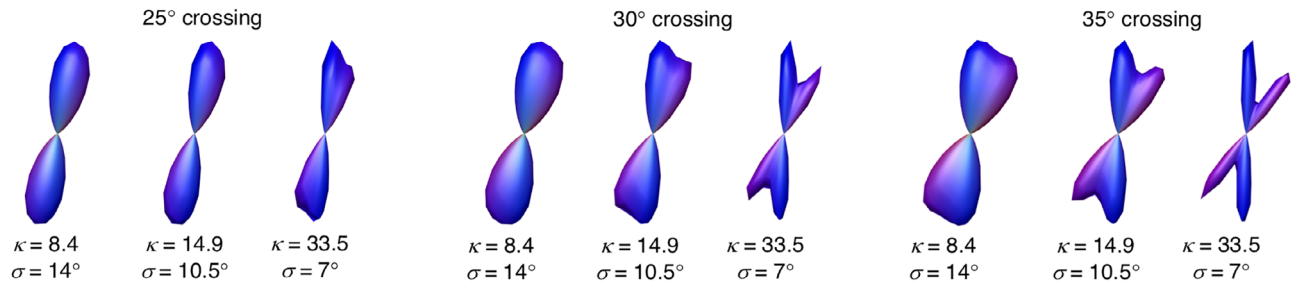 25° crossing
30° crossing
35° crossing
κ = 8.4
κ = 14.9
κ = 33.5
κ = 8.4
κ = 14.9
κ = 33.5
κ = 8.4
κ = 14.9
κ = 33.5
σ = 14°
σ = 10.5°
σ = 7°
σ = 14°
σ = 10.5°
σ = 7°
σ = 14°
σ = 10.5°
σ = 7°